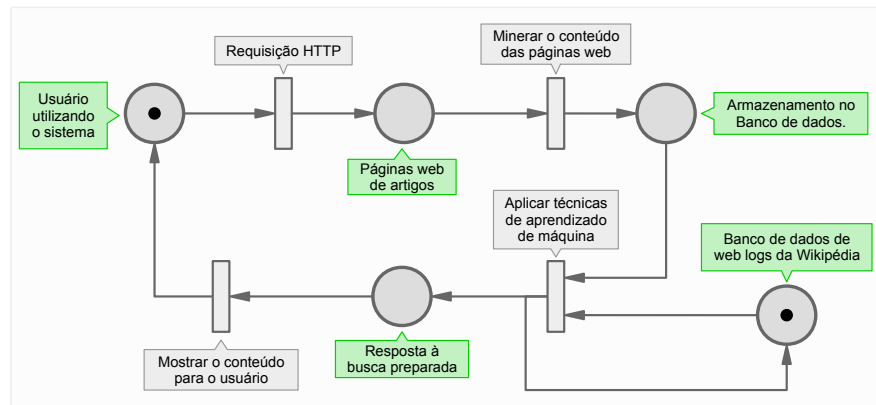 Requisição HTTP
Minerar o conteúdo
das páginas web
Usuário
utilizando
o sistema
Armazenamento no
Banco de dados.
Páginas web
de artigos
Aplicar técnicas
de aprendizado
de máquina
Banco de dados de
web logs da Wikipédia
Mostrar o conteúdo
para o usuário
Resposta à
busca preparada